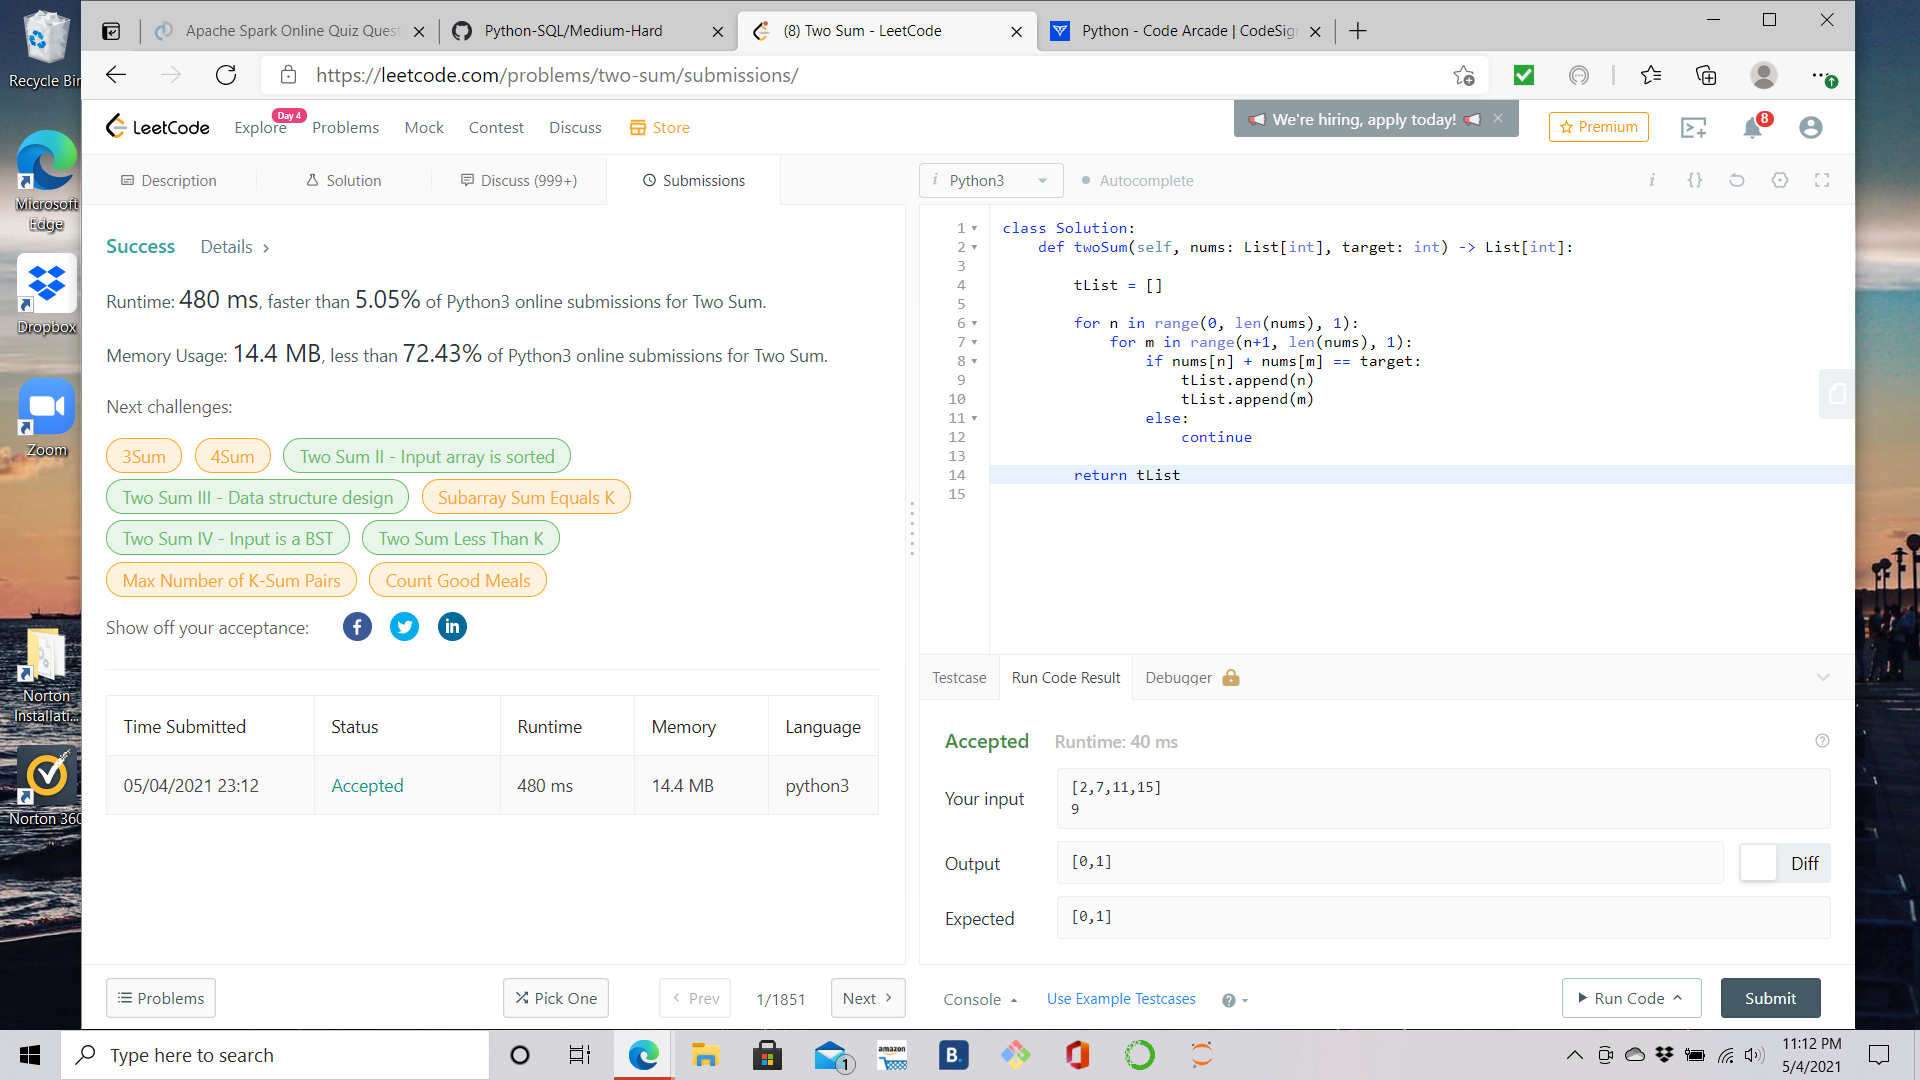 Recycle Bin
Microsoft Edge
Dropbox
Zoom
Norton Installati...
Norton 360
Apache Spark Online Quiz Quest
Python-SQL/Medium-Hard
(8) Two Sum - LeetCode
Python - Code Arcade | CodeSig
https://leetcode.com/problems/two-sum/submissions/
LeetCode
Explore
Day 4
Problems
Mock
Contest
Discuss
Store
We're hiring, apply today!
Premium
8
Description
Solution
Discuss (999+)
Submissions
i Python3
Autocomplete
i {}
Success Details >
Runtime: 480 ms, faster than 5.05% of Python3 online submissions for Two Sum.
Memory Usage: 14.4 MB, less than 72.43% of Python3 online submissions for Two Sum.
Next challenges:
3Sum 4Sum Two Sum II - Input array is sorted
Two Sum III - Data structure design Subarray Sum Equals K
Two Sum IV - Input is a BST Two Sum Less Than K
Max Number of K-Sum Pairs Count Good Meals
Show off your acceptance:
Time Submitted Status Runtime Memory Language
05/04/2021 23:12 Accepted 480 ms 14.4 MB python3
1 class Solution:
2 def twoSum(self, nums: List[int], target: int) -> List[int]:
3
4 tList = []
5
6 for n in range(0, len(nums), 1):
7 for m in range(n+1, len(nums), 1):
8 if nums[n] + nums[m] == target:
9 tList.append(n)
10 tList.append(m)
11 else:
12 continue
13
14 return tList
15
Testcase Run Code Result Debugger
Accepted Runtime: 40 ms
Your input
[2,7,11,15]
9
Output
[0,1]
Diff
Expected
[0,1]
Problems Pick One < Prev 1/1851 Next >
Console Use Example Testcases ?
Run Code Submit
Type here to search
1
amazon
B.
11:12 PM
5/4/2021